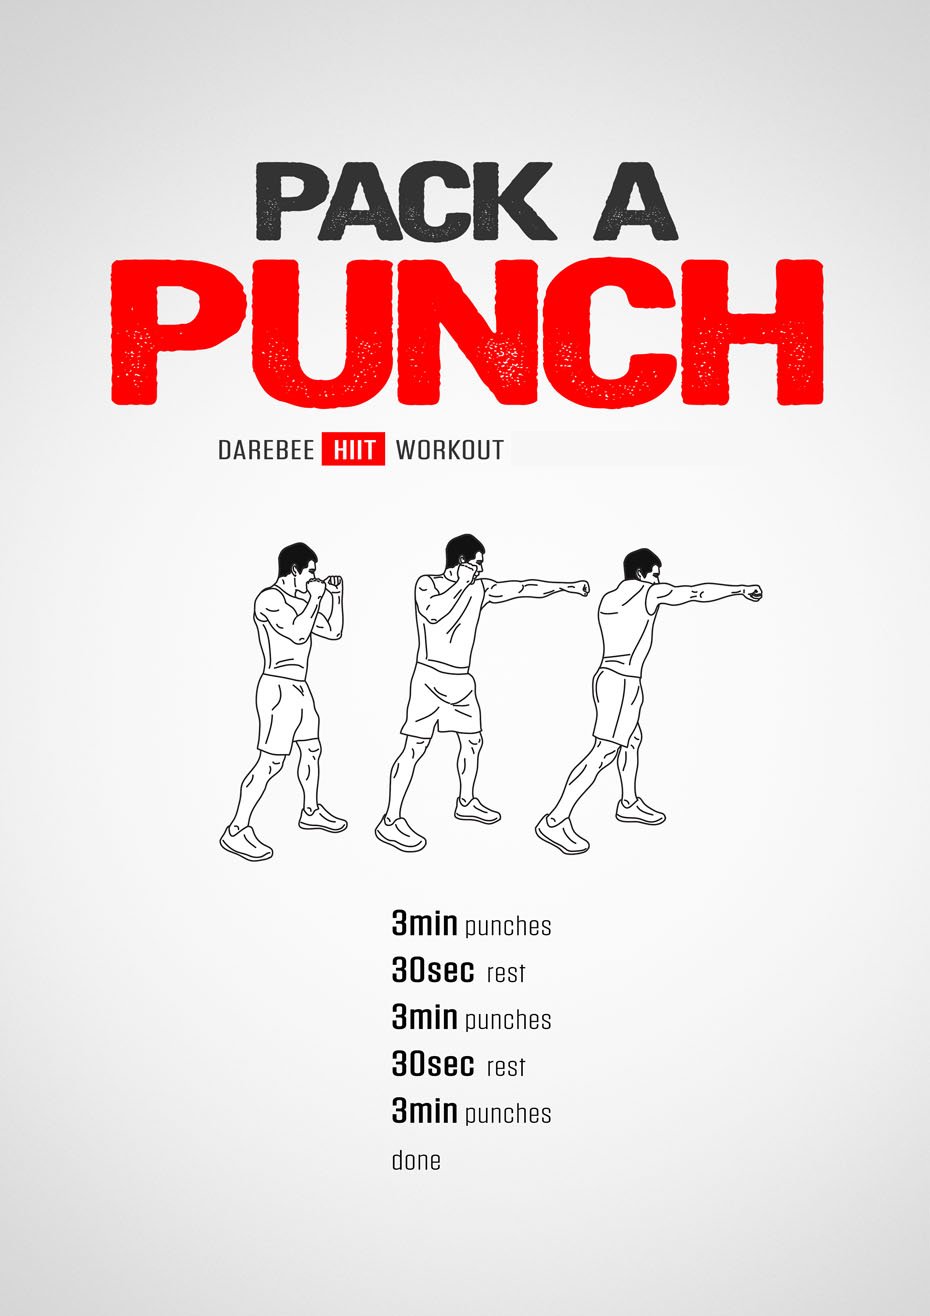 PACK A
PUNCH
DAREBEE HIIT WORKOUT
3min punches
30sec rest
3min punches
30sec rest
3min punches
done